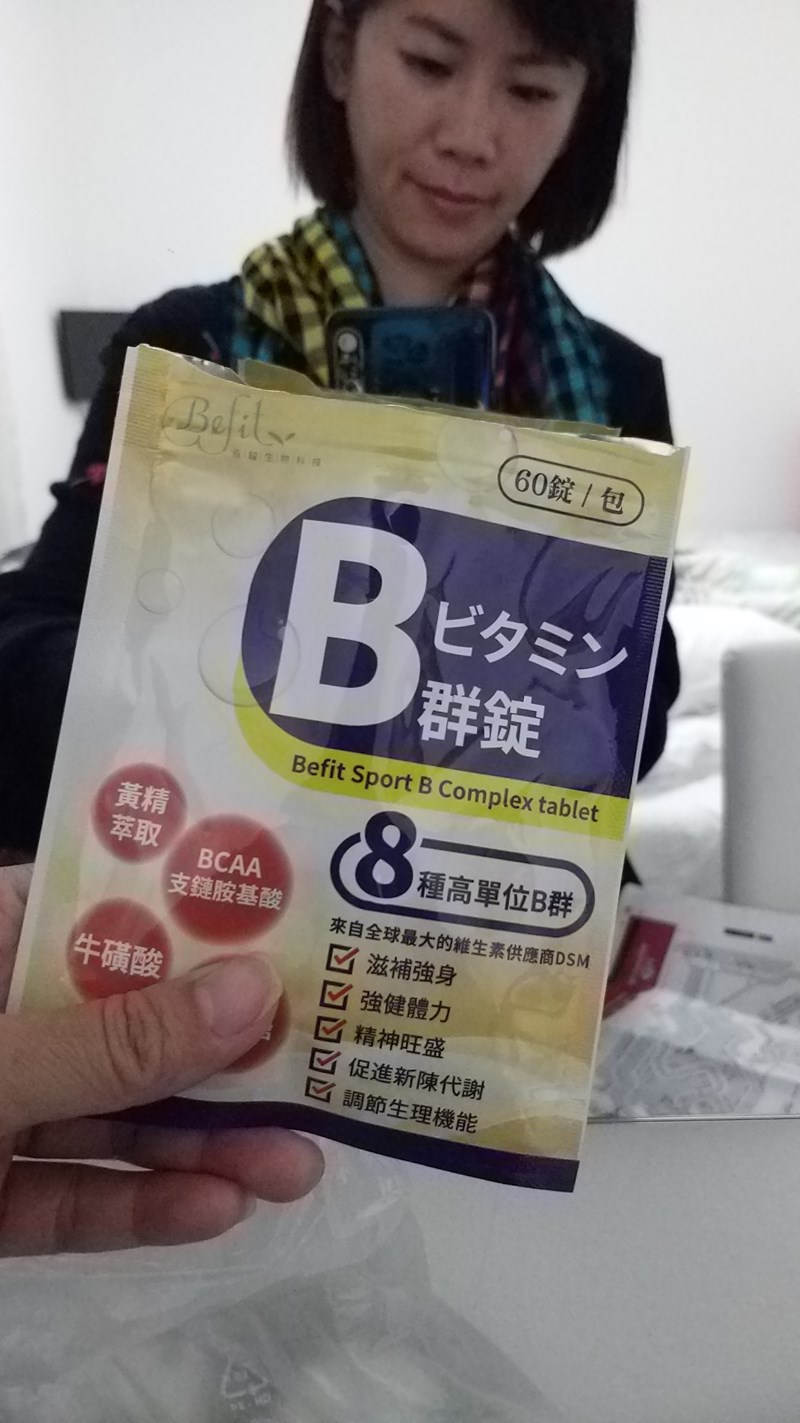 Befit
60錠 / 包
B
ビタミン
群錠
Befit Sport B Complex tablet
黃精
萃取
BCAA
支鏈胺基酸
牛磺酸
8種高單位B群
來自全球最大的維生素供應商DSM
滋補強身
強健體力
精神旺盛
促進新陳代謝
調節生理機能